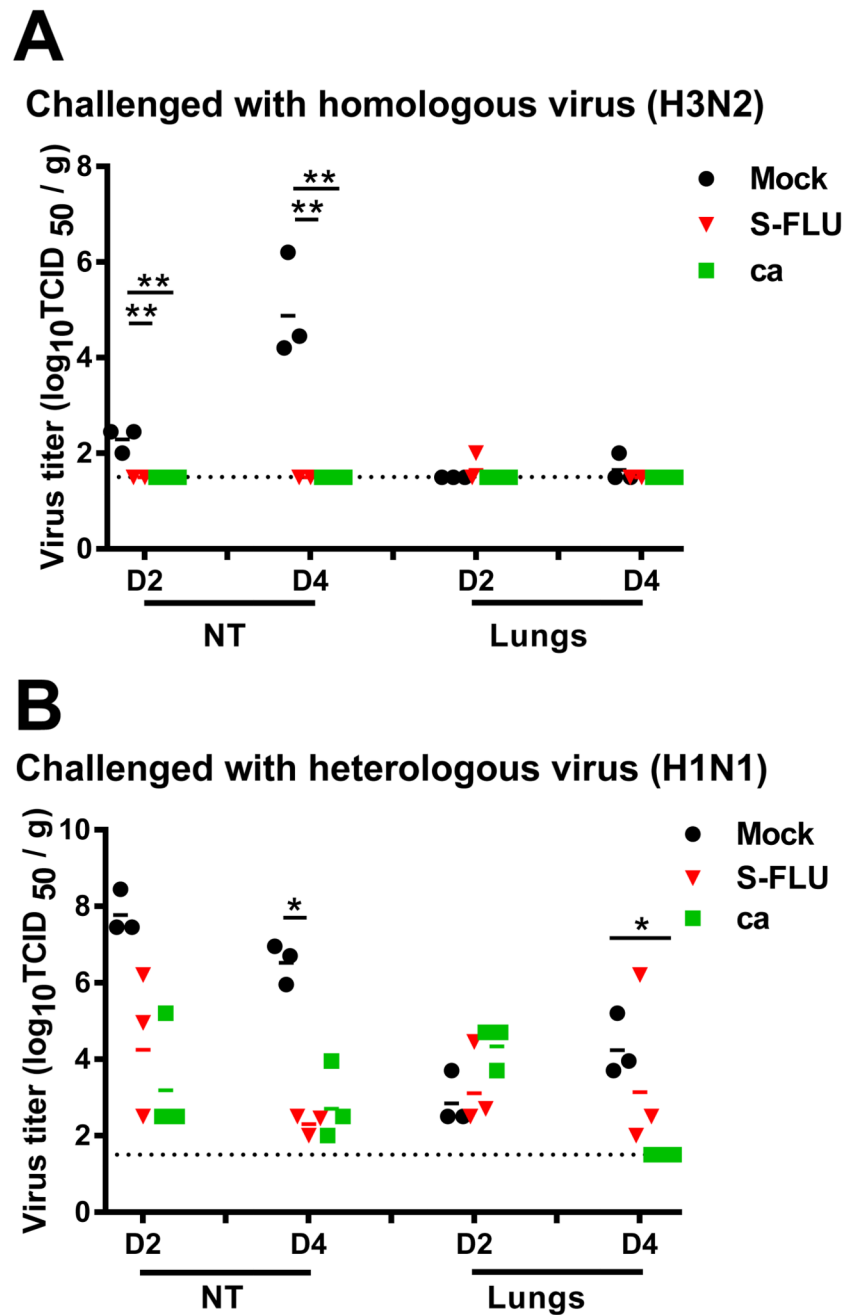 A
Challenged with homologous virus (H3N2)
Virus titer (log10TCID 50 / g)
8
6
4
2
0
** ** ** **
Mock
S-FLU
ca
D2 D4 D2 D4
NT Lungs
B
Challenged with heterologous virus (H1N1)
Virus titer (log10TCID 50 / g)
10
8
6
4
2
0
* *
Mock
S-FLU
ca
D2 D4 D2 D4
NT Lungs